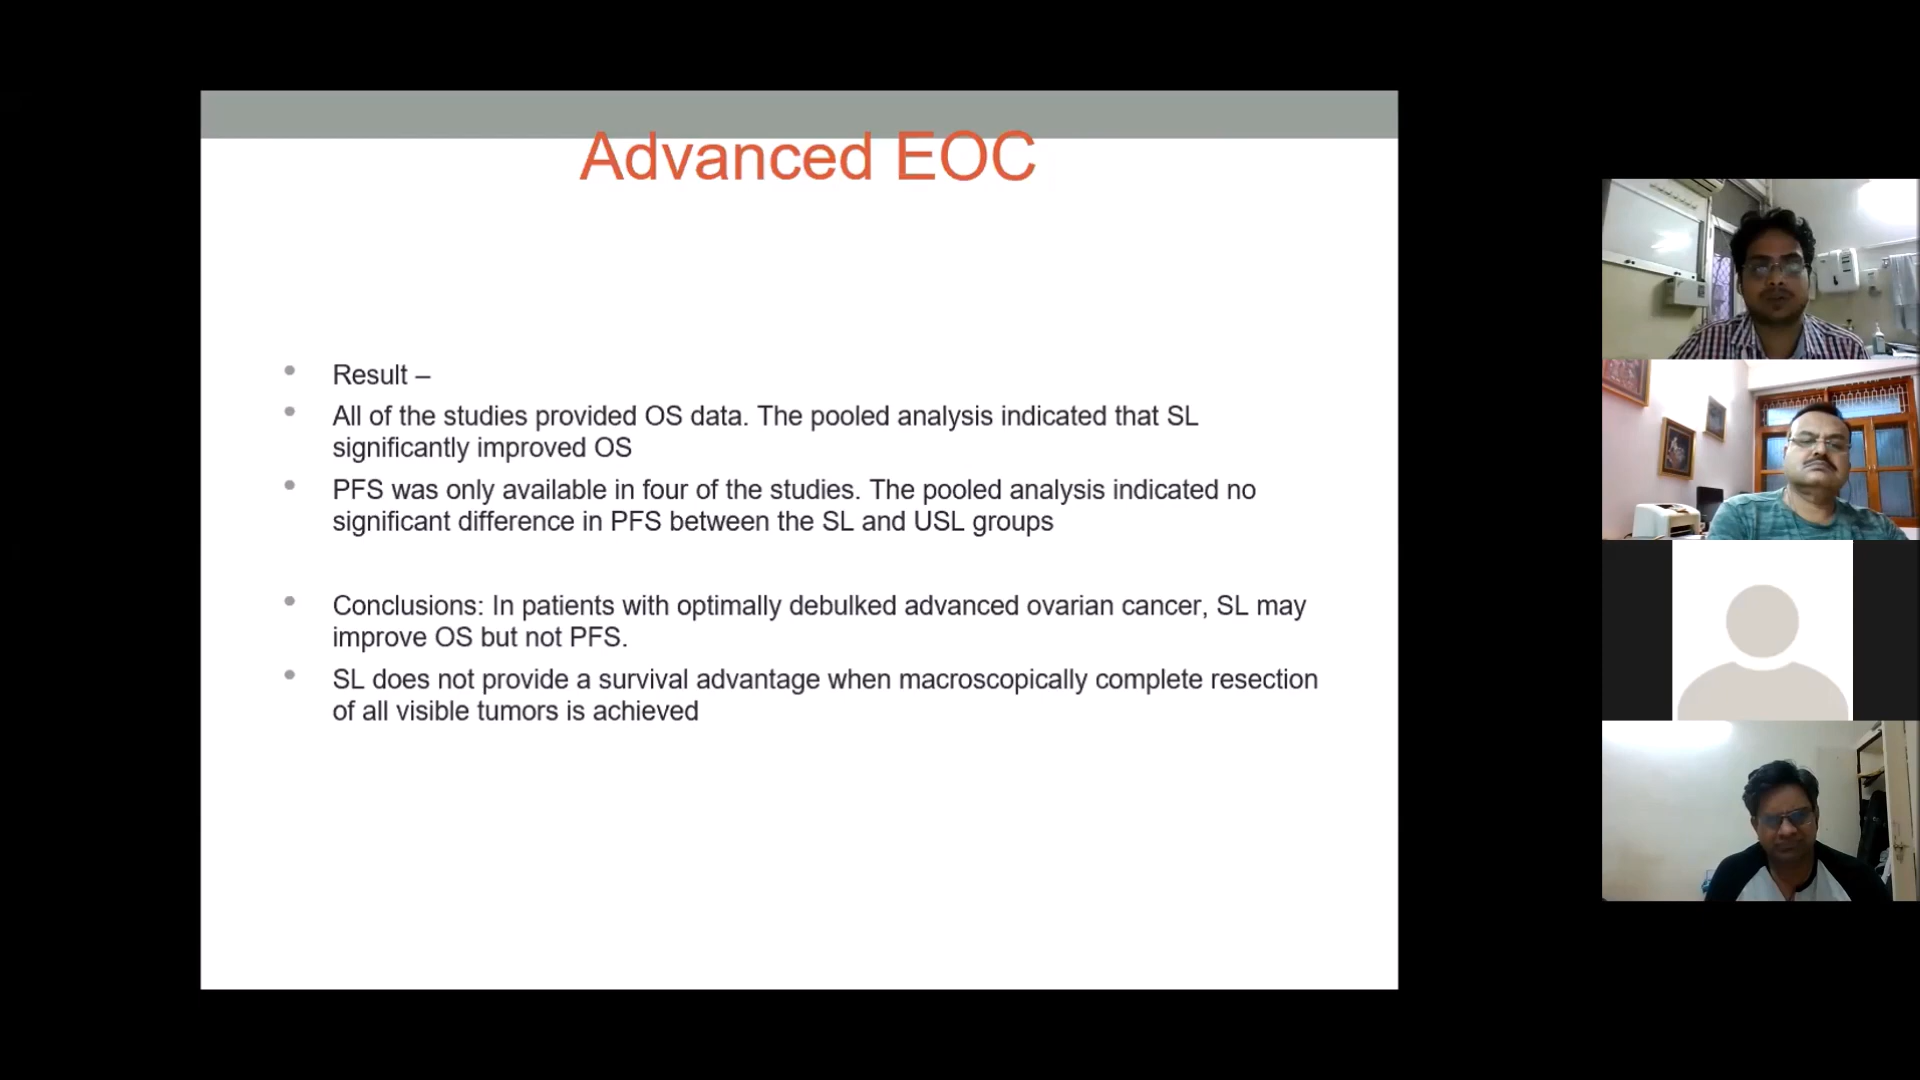 Advanced EOC
Result –
All of the studies provided OS data. The pooled analysis indicated that SL
significantly improved OS
PFS was only available in four of the studies. The pooled analysis indicated no
significant difference in PFS between the SL and USL groups
Conclusions: In patients with optimally debulked advanced ovarian cancer, SL may
improve OS but not PFS.
SL does not provide a survival advantage when macroscopically complete resection
of all visible tumors is achieved